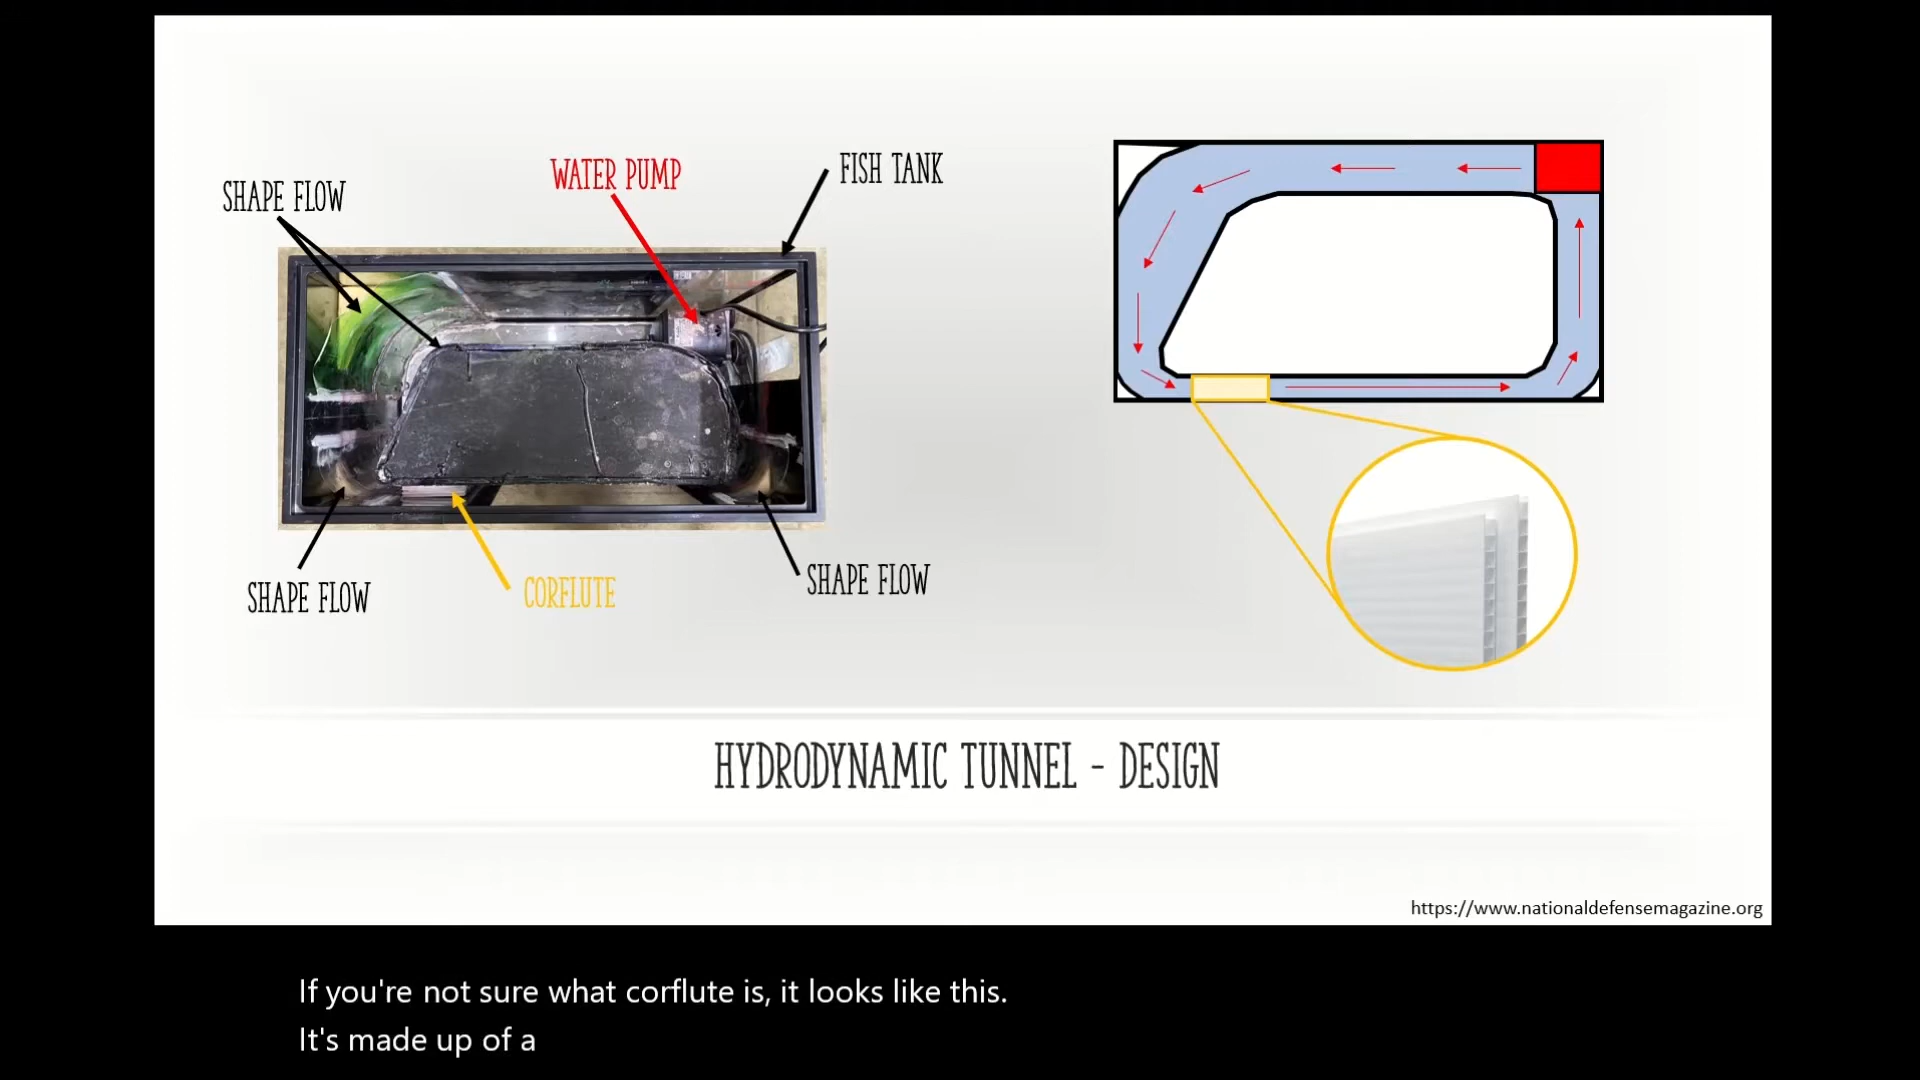 SHAPE FLOW
WATER PUMP
FISH TANK
SHAPE FLOW
CORFLUTE
SHAPE FLOW
HYDRODYNAMIC TUNNEL - DESIGN
https://www.nationaldefensemagazine.org
If you're not sure what corflute is, it looks like this.
It's made up of a